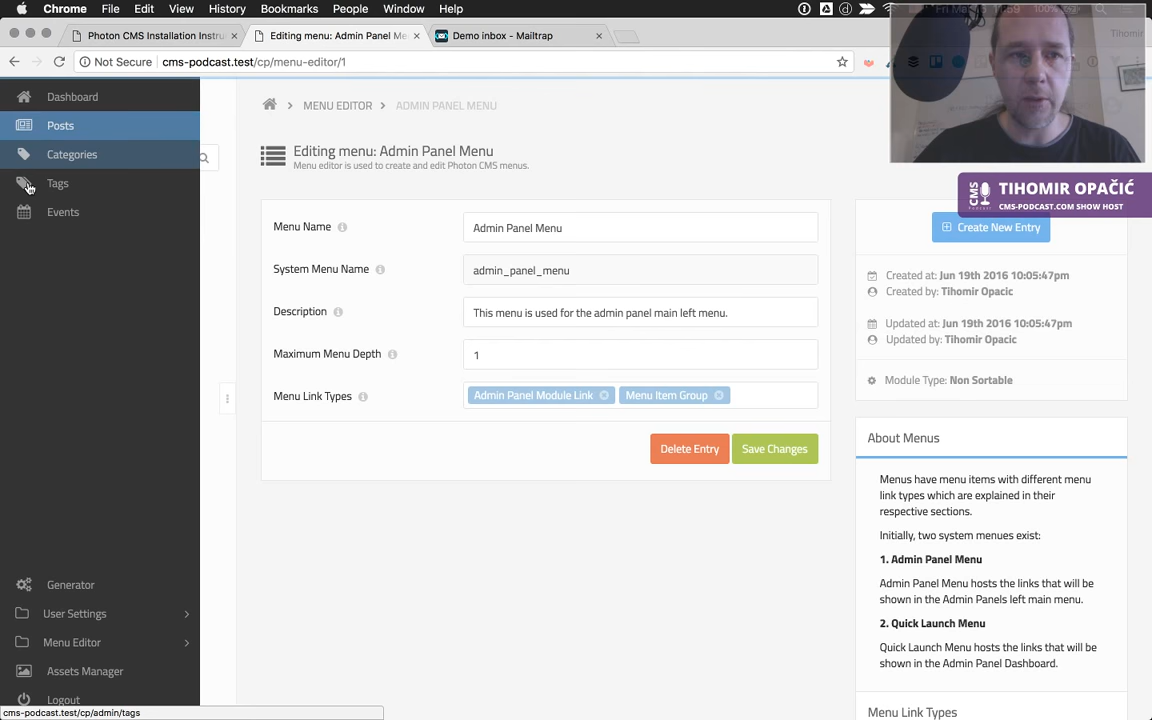 Chrome File Edit View History Bookmarks People Window Help
Photon CMS Installation Instru
Editing menu: Admin Panel Me
Demo inbox - Mailtrap
Tihomir
Not Secure cms-podcast.test/cp/menu-editor/1
Dashboard
Posts
Categories
Tags
Events
Generator
User Settings
Menu Editor
Assets Manager
Logout
cms-podcast.test/cp/admin/tags
MENU EDITOR > ADMIN PANEL MENU
Editing menu: Admin Panel Menu
Menu editor is used to create and edit Photon CMS menus.
Menu Name
Admin Panel Menu
System Menu Name
admin_panel_menu
Description
This menu is used for the admin panel main left menu.
Maximum Menu Depth
1
Menu Link Types
Admin Panel Module Link
Menu Item Group
Delete Entry
Save Changes
CMS
Podcast
TIHOMIR OPAČIĆ
CMS-PODCAST.COM SHOW HOST
Create New Entry
Created at: Jun 19th 2016 10:05:47pm
Created by: Tihomir Opacic
Updated at: Jun 19th 2016 10:05:47pm
Updated by: Tihomir Opacic
Module Type: Non Sortable
About Menus
Menus have menu items with different menu
link types which are explained in their
respective sections.
Initially, two system menues exist:
1. Admin Panel Menu
Admin Panel Menu hosts the links that will be
shown in the Admin Panels left main menu.
2. Quick Launch Menu
Quick Launch Menu hosts the links that will be
shown in the Admin Panel Dashboard.
Menu Link Types